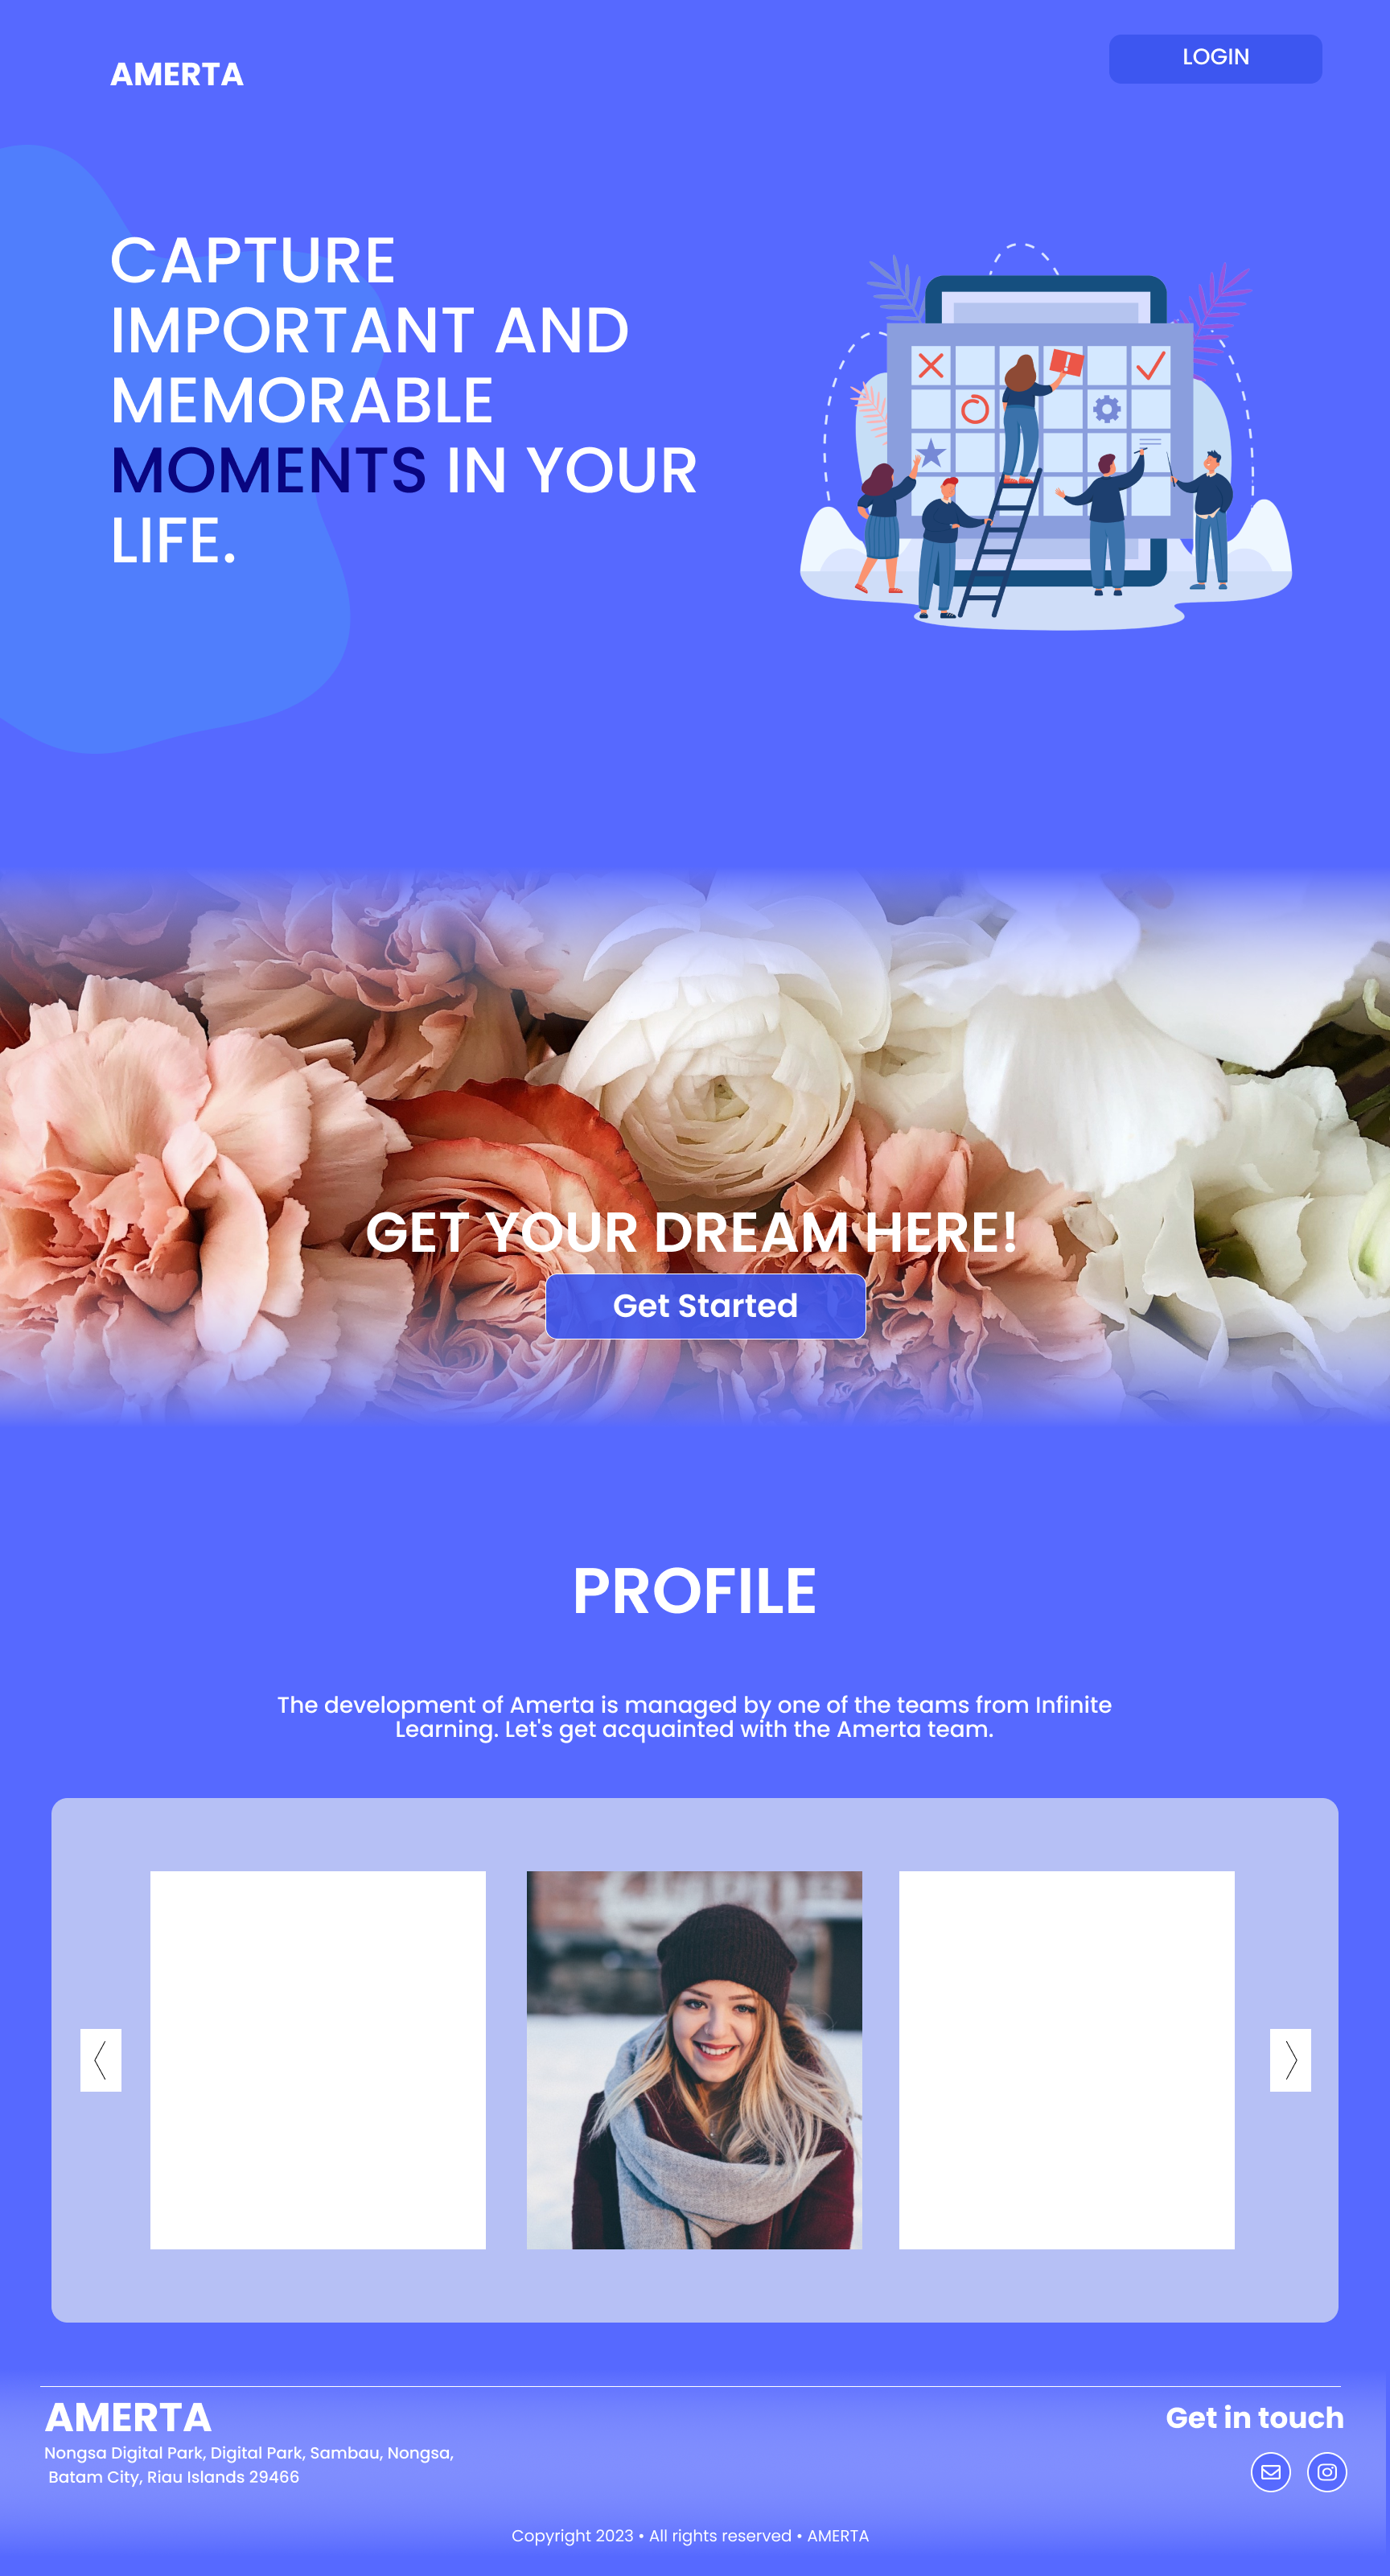 AMERTA
LOGIN
CAPTURE
IMPORTANT AND
MEMORABLE
MOMENTS IN YOUR
LIFE.
GET YOUR DREAM HERE!
Get Started
PROFILE
The development of Amerta is managed by one of the teams from Infinite
Learning. Let's get acquainted with the Amerta team.
AMERTA
Nongsa Digital Park, Digital Park, Sambau, Nongsa,
Batam City, Riau Islands 29466
Get in touch
Copyright 2023 • All rights reserved • AMERTA